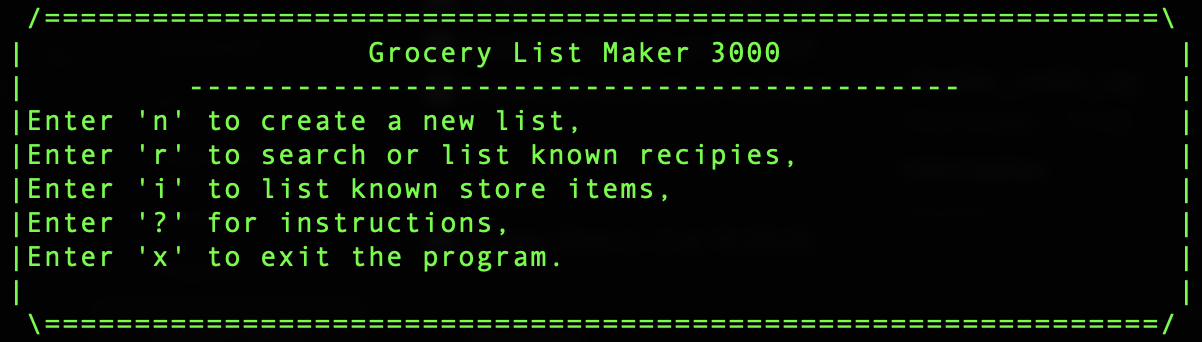 /==============================================================\
| Grocery List Maker 3000 |
| ------------------------------------------- |
|Enter 'n' to create a new list, |
|Enter 'r' to search or list known recipies, |
|Enter 'i' to list known store items, |
|Enter '?' for instructions, |
|Enter 'x' to exit the program. |
| |
\==============================================================/